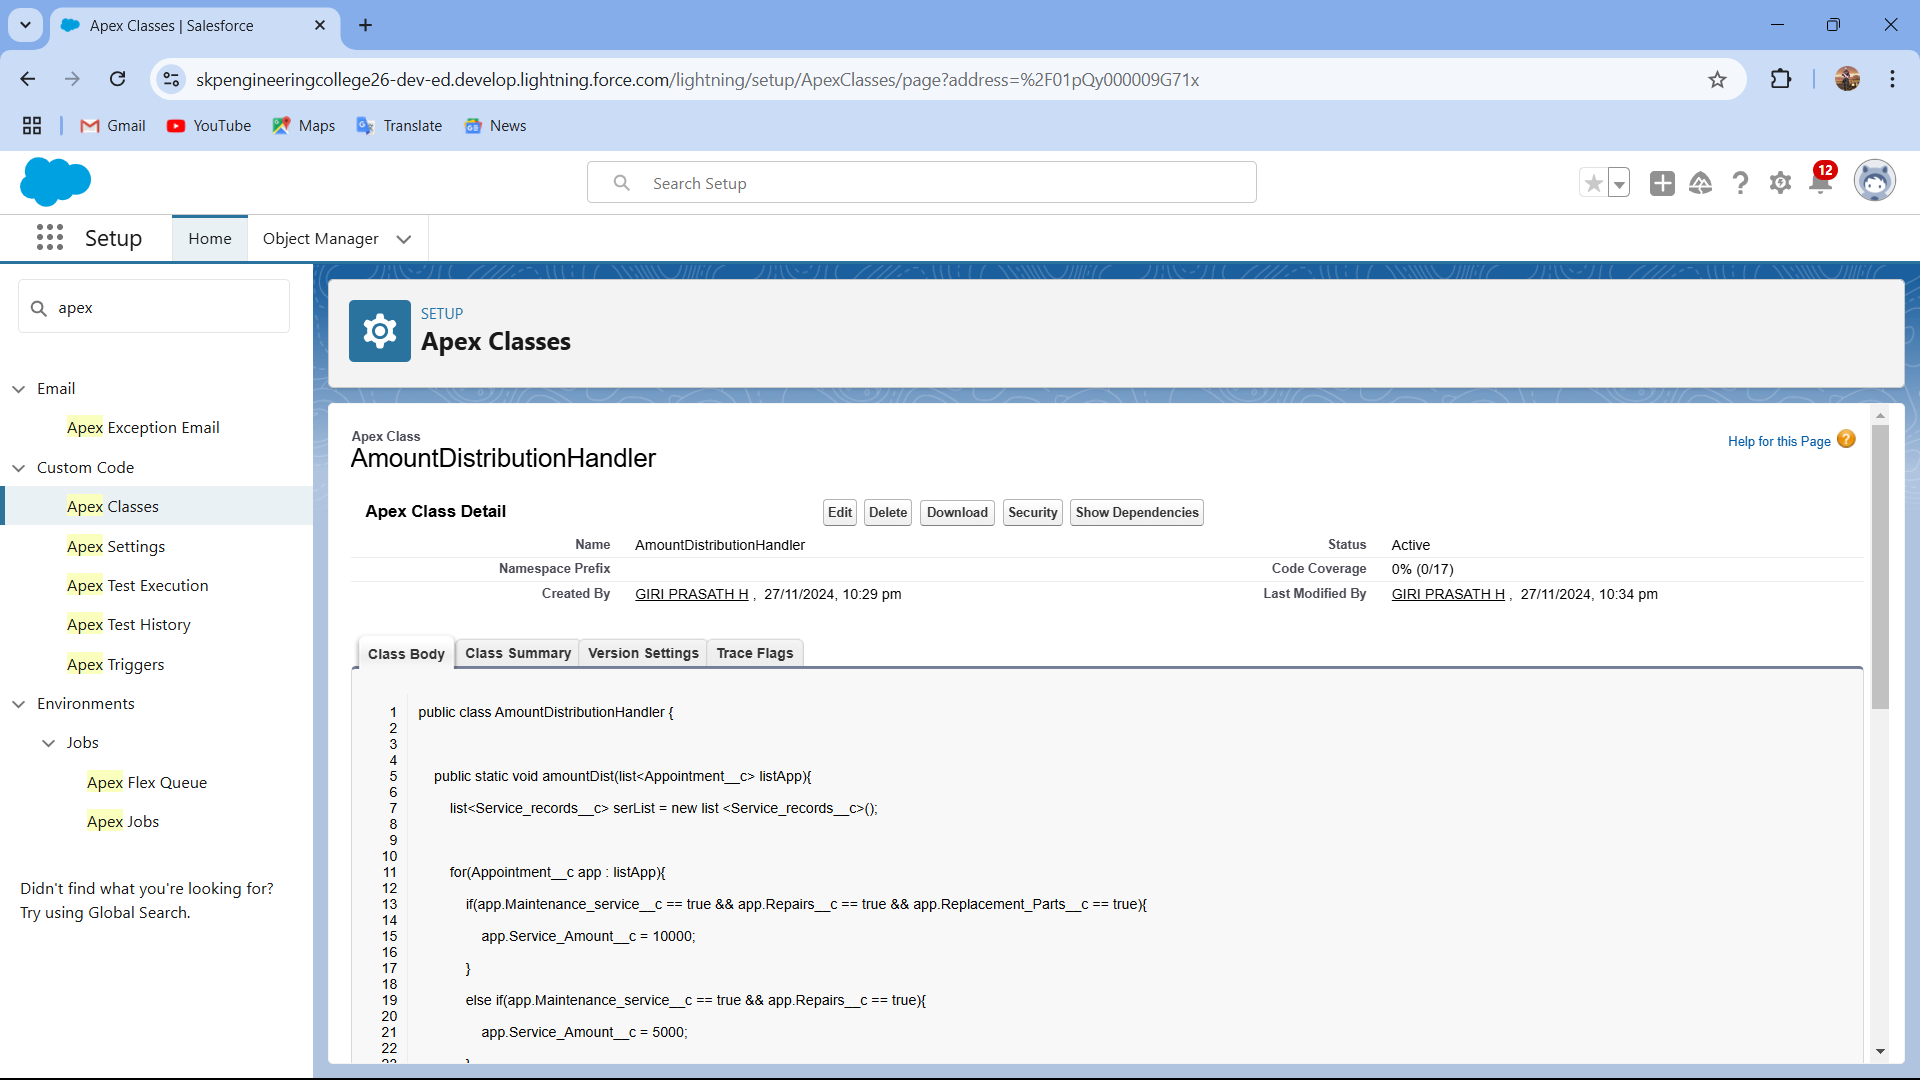 Apex Classes | Salesforce
skpengineeringcollege26-dev-ed.develop.lightning.force.com/lightning/setup/ApexClasses/page?address=%2F01pQy000009G71x
Gmail YouTube Maps Translate News
Search Setup
12
Setup Home Object Manager
apex
Email
Apex Exception Email
Custom Code
Apex Classes
Apex Settings
Apex Test Execution
Apex Test History
Apex Triggers
Environments
Jobs
Apex Flex Queue
Apex Jobs
Didn't find what you're looking for?
Try using Global Search.
SETUP
Apex Classes
Apex Class
AmountDistributionHandler
Help for this Page ?
Apex Class Detail Edit Delete Download Security Show Dependencies
Name AmountDistributionHandler Status Active
Namespace Prefix Code Coverage 0% (0/17)
Created By GIRI PRASATH H , 27/11/2024, 10:29 pm Last Modified By GIRI PRASATH H , 27/11/2024, 10:34 pm
Class Body Class Summary Version Settings Trace Flags
1 public class AmountDistributionHandler {
2
3
4
5 public static void amountDist(list<Appointment__c> listApp){
6
7 list<Service_records__c> serList = new list <Service_records__c>();
8
9
10
11 for(Appointment__c app : listApp){
12
13 if(app.Maintenance_service__c == true && app.Repairs__c == true && app.Replacement_Parts__c == true){
14
15 app.Service_Amount__c = 10000;
16
17 }
18
19 else if(app.Maintenance_service__c == true && app.Repairs__c == true){
20
21 app.Service_Amount__c = 5000;
22
23 }